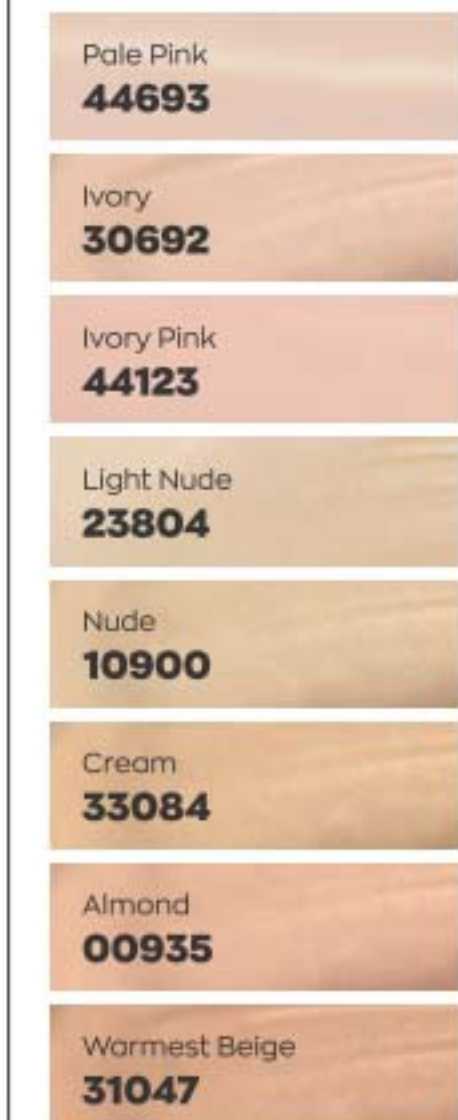 Pale Pink
44693
Ivory
30692
Ivory Pink
44123
Light Nude
23804
Nude
10900
Cream
33084
Almond
00935
Warmest Beige
31047